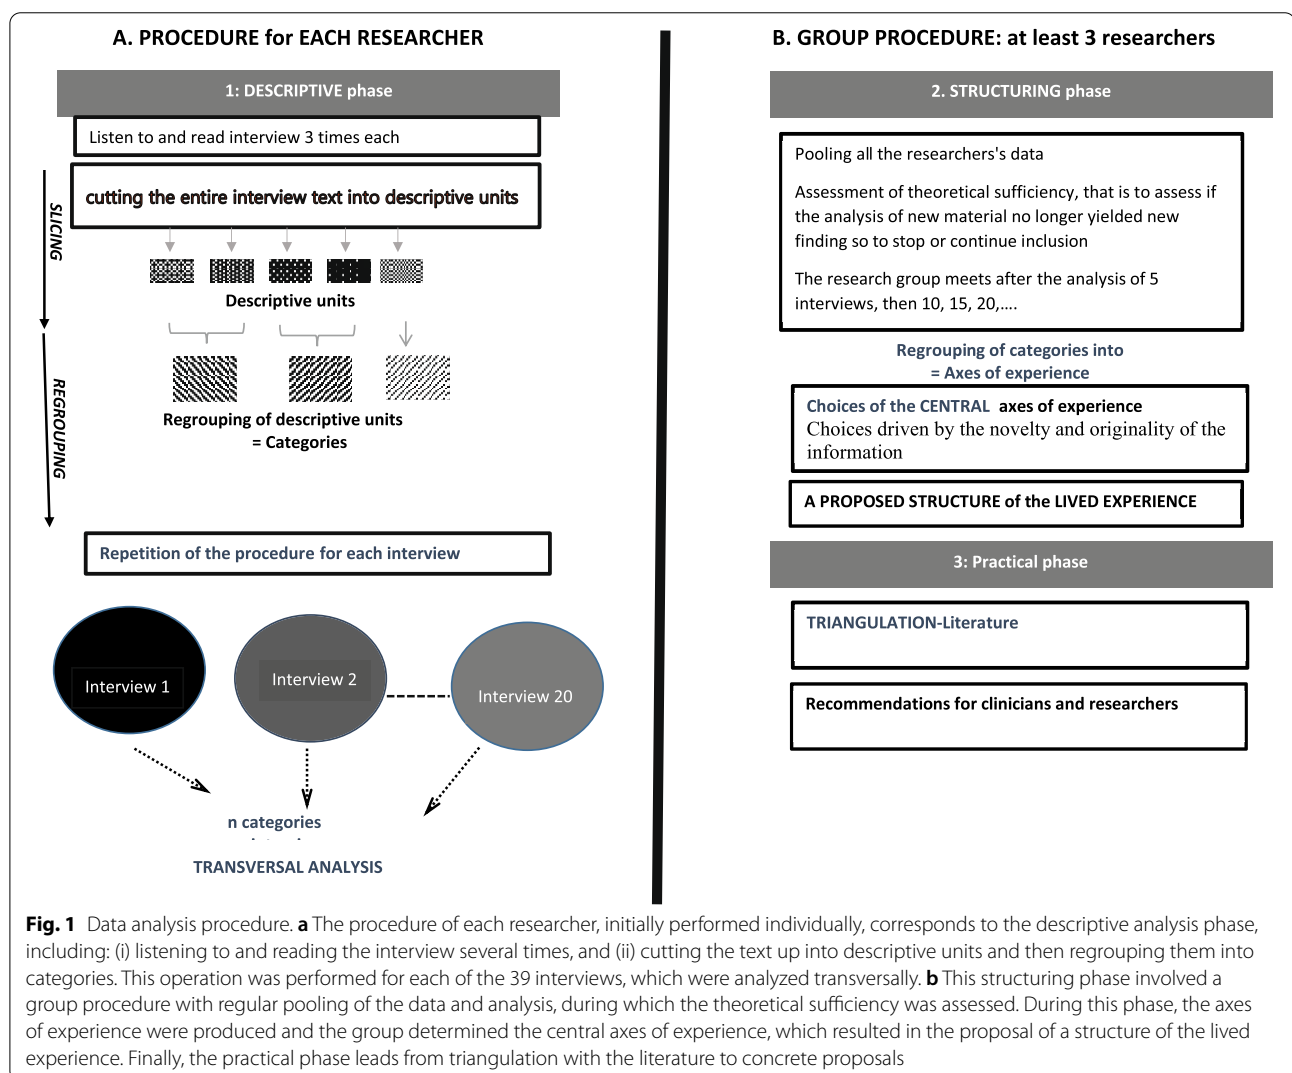 A. PROCEDURE for EACH RESEARCHER
1: DESCRIPTIVE phase
Listen to and read interview 3 times each
cutting the entire interview text into descriptive units
SLICING
Descriptive units
REGROUPING
Regrouping of descriptive units
= Categories
Repetition of the procedure for each interview
Interview 1
Interview 2
Interview 20
n categories
TRANSVERSAL ANALYSIS
B. GROUP PROCEDURE: at least 3 researchers
2. STRUCTURING phase
Pooling all the researchers's data
Assessment of theoretical sufficiency, that is to assess if
the analysis of new material no longer yielded new
finding so to stop or continue inclusion
The research group meets after the analysis of 5
interviews, then 10, 15, 20,....
Regrouping of categories into
= Axes of experience
Choices of the CENTRAL axes of experience
Choices driven by the novelty and originality of the
information
A PROPOSED STRUCTURE of the LIVED EXPERIENCE
3: Practical phase
TRIANGULATION-Literature
Recommendations for clinicians and researchers
Fig. 1 Data analysis procedure. a The procedure of each researcher, initially performed individually, corresponds to the descriptive analysis phase,
including: (i) listening to and reading the interview several times, and (ii) cutting the text up into descriptive units and then regrouping them into
categories. This operation was performed for each of the 39 interviews, which were analyzed transversally. b This structuring phase involved a
group procedure with regular pooling of the data and analysis, during which the theoretical sufficiency was assessed. During this phase, the axes
of experience were produced and the group determined the central axes of experience, which resulted in the proposal of a structure of the lived
experience. Finally, the practical phase leads from triangulation with the literature to concrete proposals